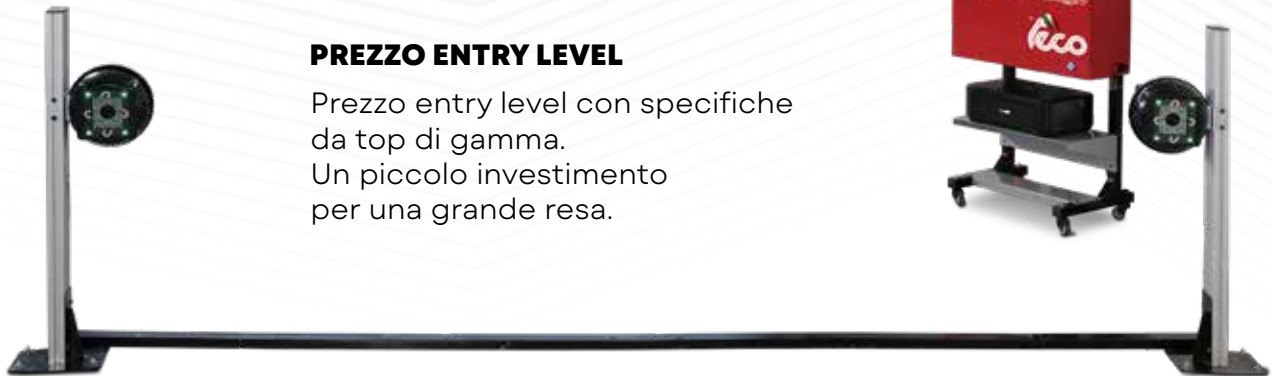 PREZZO ENTRY LEVEL
Prezzo entry level con specifiche
da top di gamma.
Un piccolo investimento
per una grande resa.
Teco